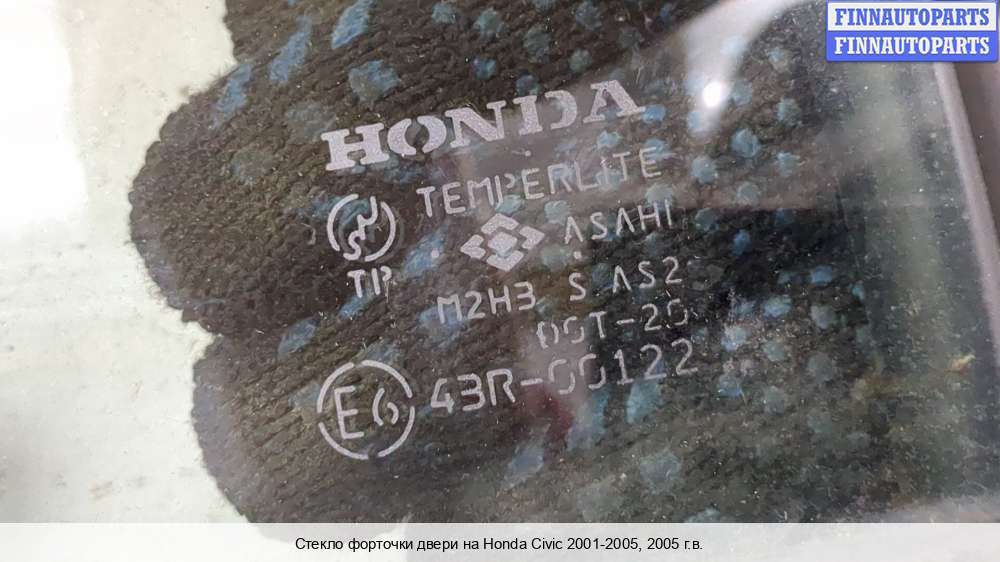 FINNAUTOPARTS
FINNAUTOPARTS
HONDA
TEMPERLITE
TP
ASAHI
M2H3 S AS2
DOT-20
E6 43R-00122
Стекло форточки двери на Honda Civic 2001-2005, 2005 г.в.